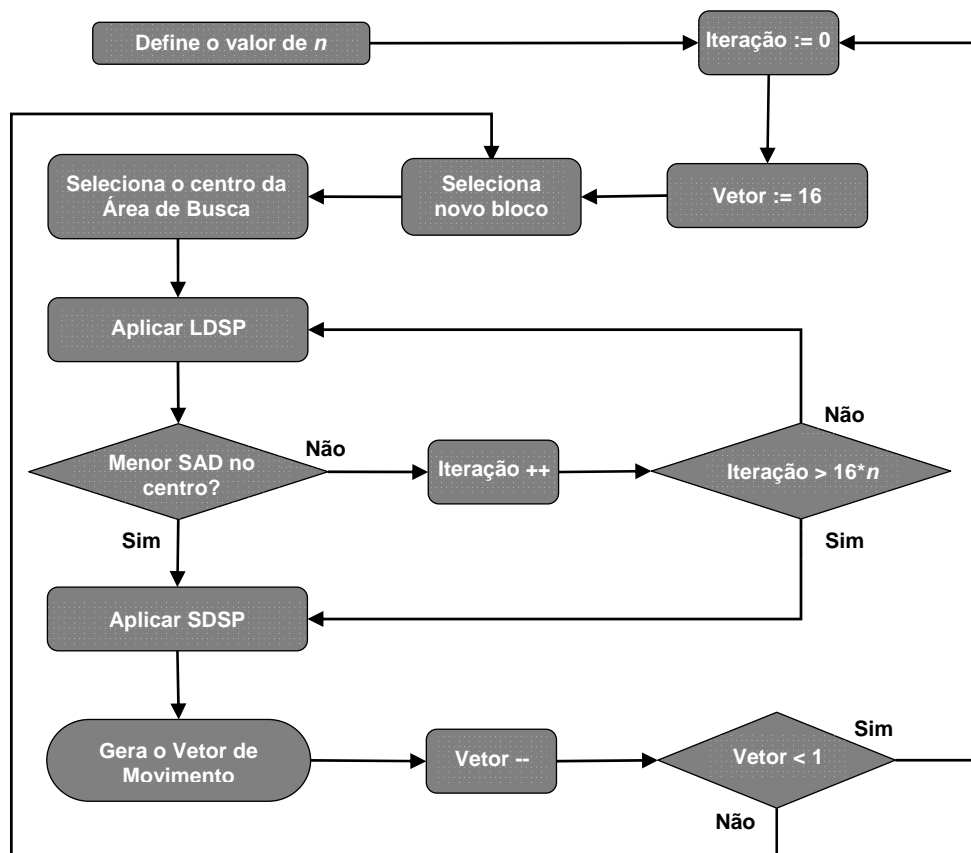 Define o valor de n
Iteração := 0
Seleciona o centro da
Área de Busca
Seleciona
novo bloco
Vetor := 16
Aplicar LDSP
Não
Menor SAD no
centro?
Não
Iteração ++
Iteração > 16*n
Sim
Sim
Aplicar SDSP
Gera o Vetor de
Movimento
Vetor --
Vetor < 1
Sim
Não